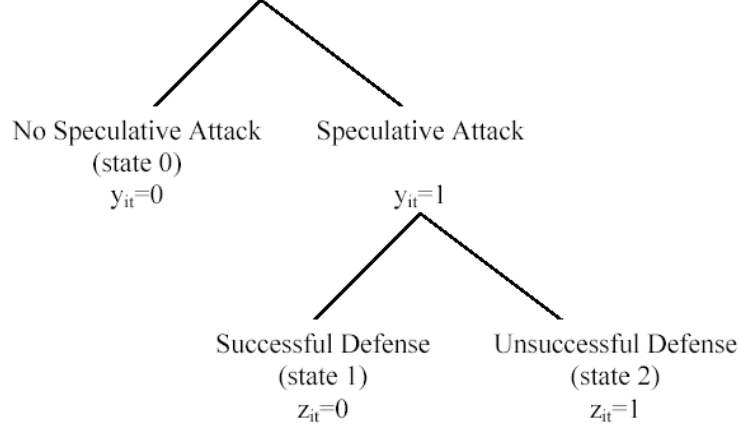 No Speculative Attack
(state 0)
y_it=0
Speculative Attack
y_it=1
Successful Defense
(state 1)
z_it=0
Unsuccessful Defense
(state 2)
z_it=1